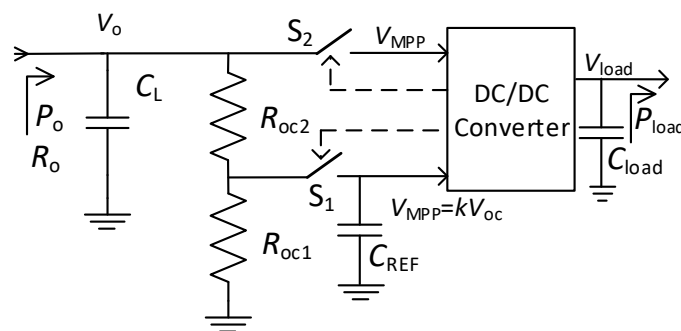 Vo
S2
VMPP
Vload
CL
Po
Ro
Roc2
DC/DC
Converter
Pload
Cload
S1
VMPP=kVoc
Roc1
CREF